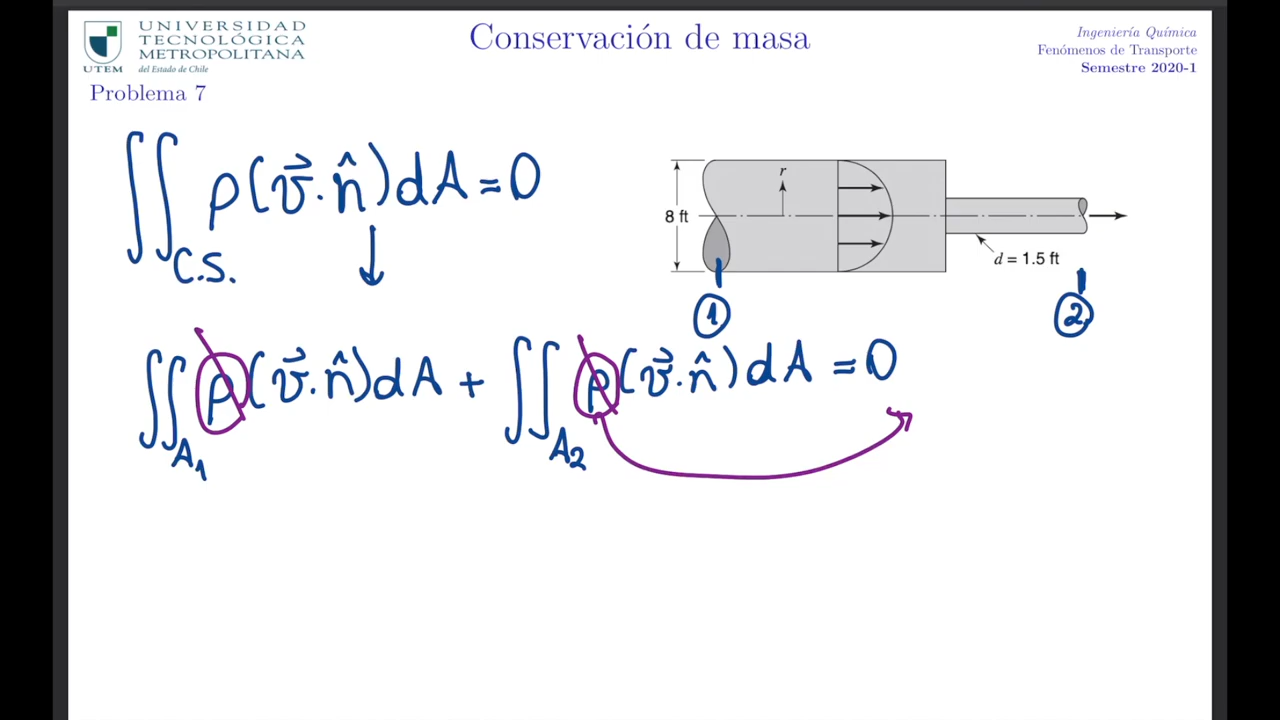 UNIVERSIDAD
TECNOLÓGICA
METROPOLITANA
UTEM
del Estado de Chile
Conservación de masa
Ingeniería Química
Fenómenos de Transporte
Semestre 2020-1
Problema 7
∬ ρ(v⃗·n̂)dA=0
C.S.
r
8 ft
d = 1.5 ft
1
2
∬ ρ(v⃗·n̂)dA + ∬ ρ(v⃗·n̂)dA = 0
A₁ A₂